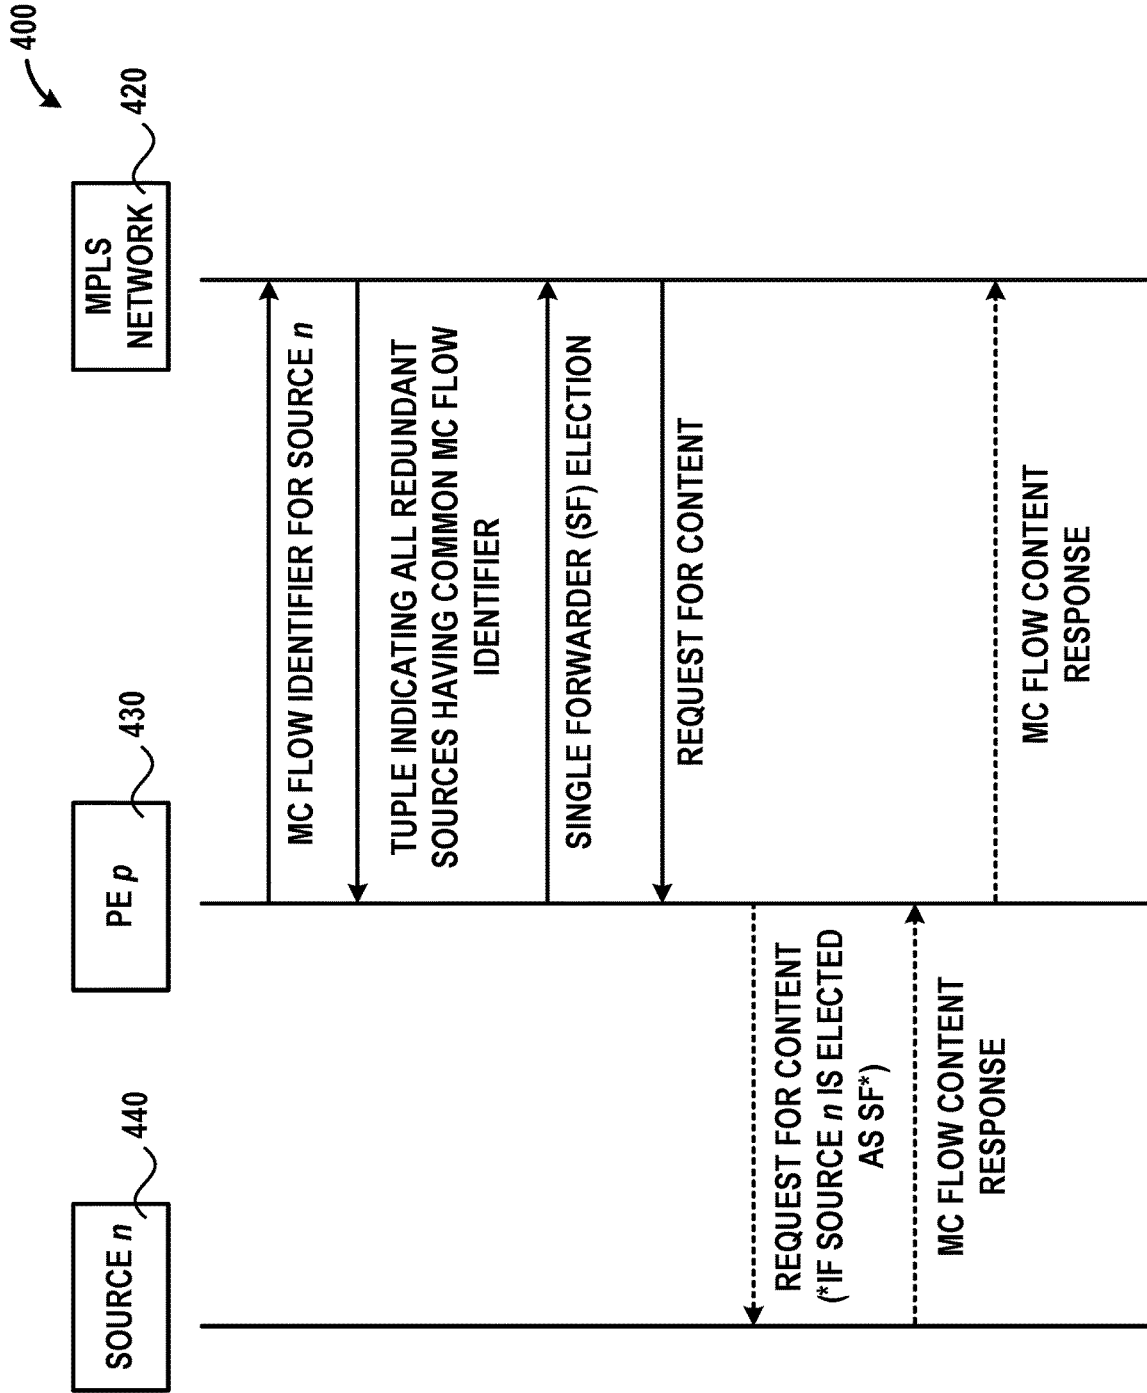 400
SOURCE n
440
PE p
430
MPLS
NETWORK
420
MC FLOW IDENTIFIER FOR SOURCE n
TUPLE INDICATING ALL REDUNDANT
SOURCES HAVING COMMON MC FLOW
IDENTIFIER
SINGLE FORWARDER (SF) ELECTION
REQUEST FOR CONTENT
REQUEST FOR CONTENT
(*IF SOURCE n IS ELECTED
AS SF*)
MC FLOW CONTENT
RESPONSE
MC FLOW CONTENT
RESPONSE